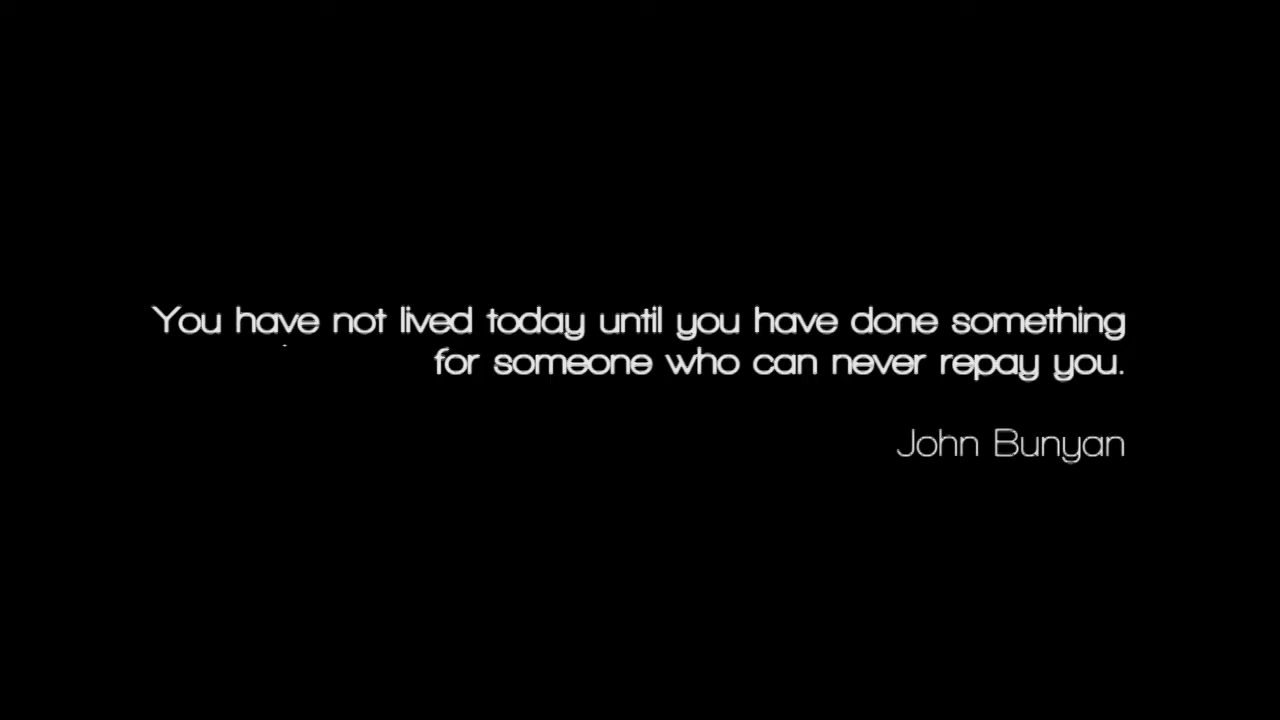 You have not lived today until you have done something
for someone who can never repay you.
John Bunyan